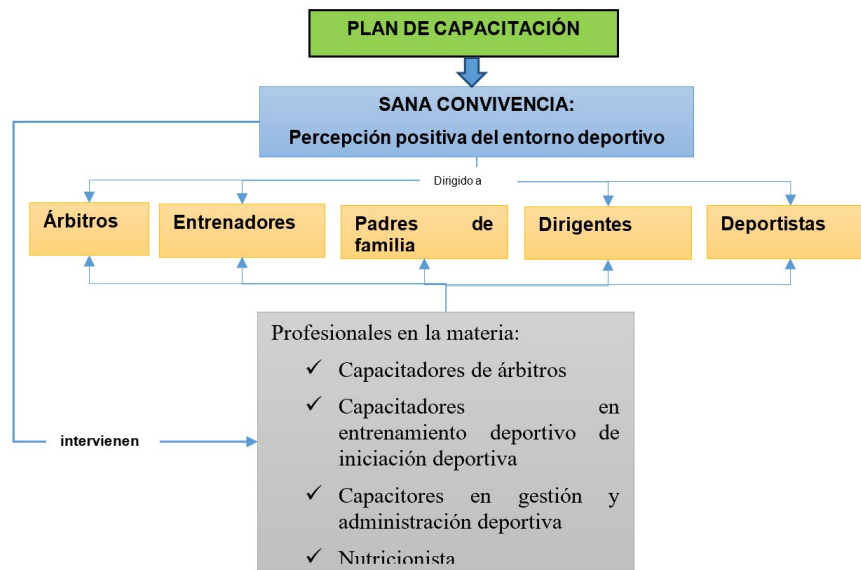 PLAN DE CAPACITACIÓN
SANA CONVIVENCIA:
Percepción positiva del entorno deportivo
Dirigido a
Árbitros
Entrenadores
Padres de
familia
Dirigentes
Deportistas
Profesionales en la materia:
✓ Capacitadores de árbitros
✓ Capacitadores en
entrenamiento deportivo de
iniciación deportiva
✓ Capacitores en gestión y
administración deportiva
✓ Nutricionista
intervienen